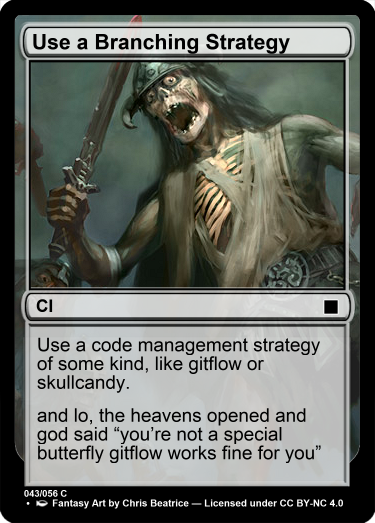 Use a Branching Strategy
CI
Use a code management strategy
of some kind, like gitflow or
skullcandy.
and lo, the heavens opened and
god said “you’re not a special
butterfly gitflow works fine for you”
043/056 C
• Fantasy Art by Chris Beatrice — Licensed under CC BY-NC 4.0